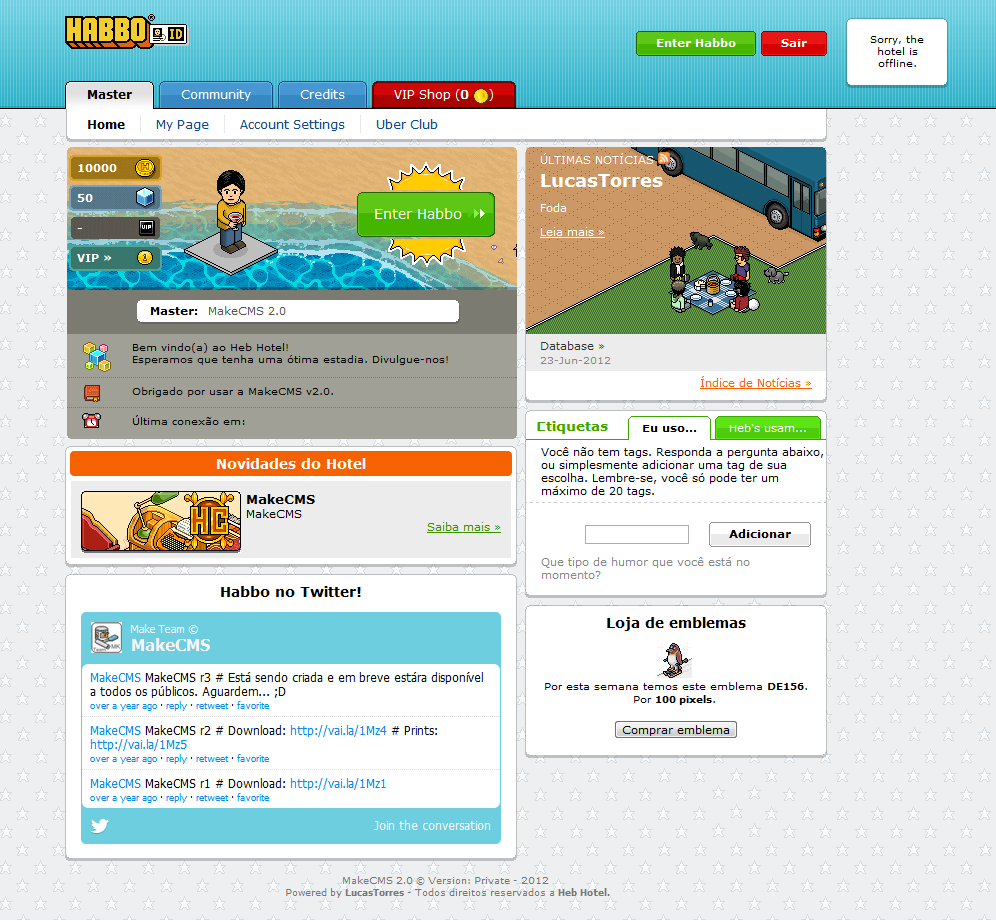 HABBO ID
Enter Habbo
Sair
Sorry, the
hotel is
offline.
Master
Community
Credits
VIP Shop (0 )
Home
My Page
Account Settings
Uber Club
10000
50
-
VIP
VIP »
Enter Habbo
Master: MakeCMS 2.0
Bem vindo(a) ao Heb Hotel!
Esperamos que tenha uma ótima estadia. Divulgue-nos!
Obrigado por usar a MakeCMS v2.0.
Última conexão em:
ÚLTIMAS NOTÍCIAS
LucasTorres
Foda
Leia mais »
Database »
23-Jun-2012
Índice de Notícias »
Novidades do Hotel
HC
MakeCMS
MakeCMS
Saiba mais »
Etiquetas
Eu uso...
Heb's usam...
Você não tem tags. Responda a pergunta abaixo,
ou simplesmente adicionar uma tag de sua
escolha. Lembre-se, você só pode ter um
máximo de 20 tags.
Adicionar
Que tipo de humor que você está no
momento?
Habbo no Twitter!
Make Team ©
MakeCMS
MakeCMS MakeCMS r3 # Está sendo criada e em breve estára disponível
a todos os públicos. Aguardem... ;D
over a year ago · reply · retweet · favorite
MakeCMS MakeCMS r2 # Download: http://vai.la/1Mz4 # Prints:
http://vai.la/1Mz5
over a year ago · reply · retweet · favorite
MakeCMS MakeCMS r1 # Download: http://vai.la/1Mz1
over a year ago · reply · retweet · favorite
Join the conversation
Loja de emblemas
Por esta semana temos este emblema DE156.
Por 100 pixels.
Comprar emblema
MakeCMS 2.0 © Version: Private - 2012
Powered by LucasTorres - Todos direitos reservados a Heb Hotel.